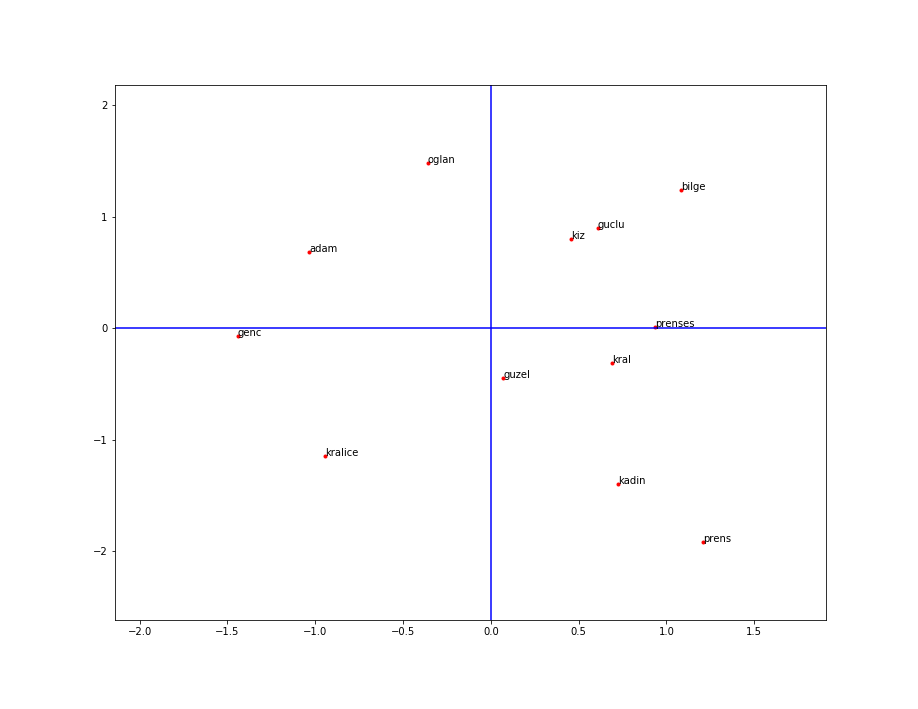 2
oglan
bilge
1
guclu
kiz
adam
prenses
0
genc
kral
guzel
−1
kralice
kadin
prens
−2
−2.0 −1.5 −1.0 −0.5 0.0 0.5 1.0 1.5